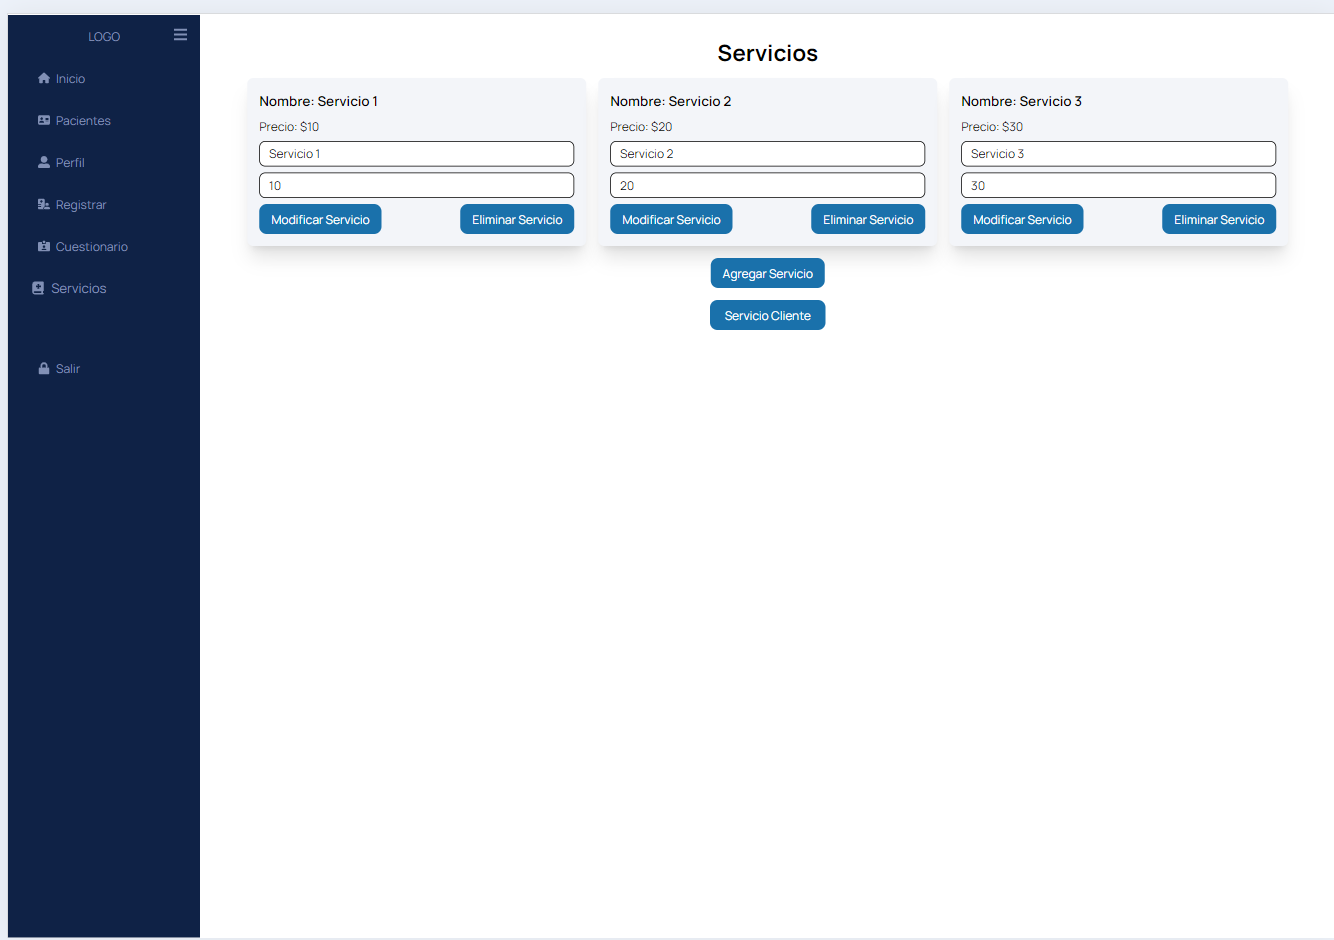 LOGO
Inicio
Pacientes
Perfil
Registrar
Cuestionario
Servicios
Salir
Servicios
Nombre: Servicio 1
Precio: $10
Servicio 1
10
Modificar Servicio
Eliminar Servicio
Nombre: Servicio 2
Precio: $20
Servicio 2
20
Modificar Servicio
Eliminar Servicio
Nombre: Servicio 3
Precio: $30
Servicio 3
30
Modificar Servicio
Eliminar Servicio
Agregar Servicio
Servicio Cliente